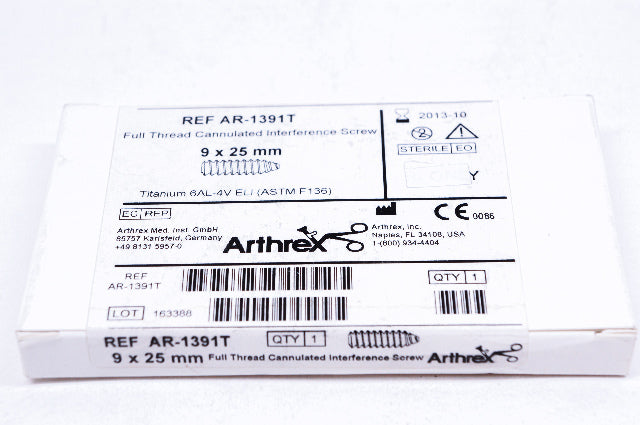 REF AR-1391T
Full Thread Cannulated Interference Screw
9 x 25 mm
Titanium 6AL-4V ELI (ASTM F136)
2013-10
2
STERILE EO
Y
EC REP
Arthrex Med. Inst. GmbH
85757 Karlsfeld, Germany
+49 8131 5957-0
Arthrex
CE 0086
Arthrex, Inc.
Naples, FL 34108, USA
1-(800) 934-4404
REF
AR-1391T
QTY 1
LOT 163388
REF AR-1391T
QTY 1
9 x 25 mm Full Thread Cannulated Interference Screw
Arthrex